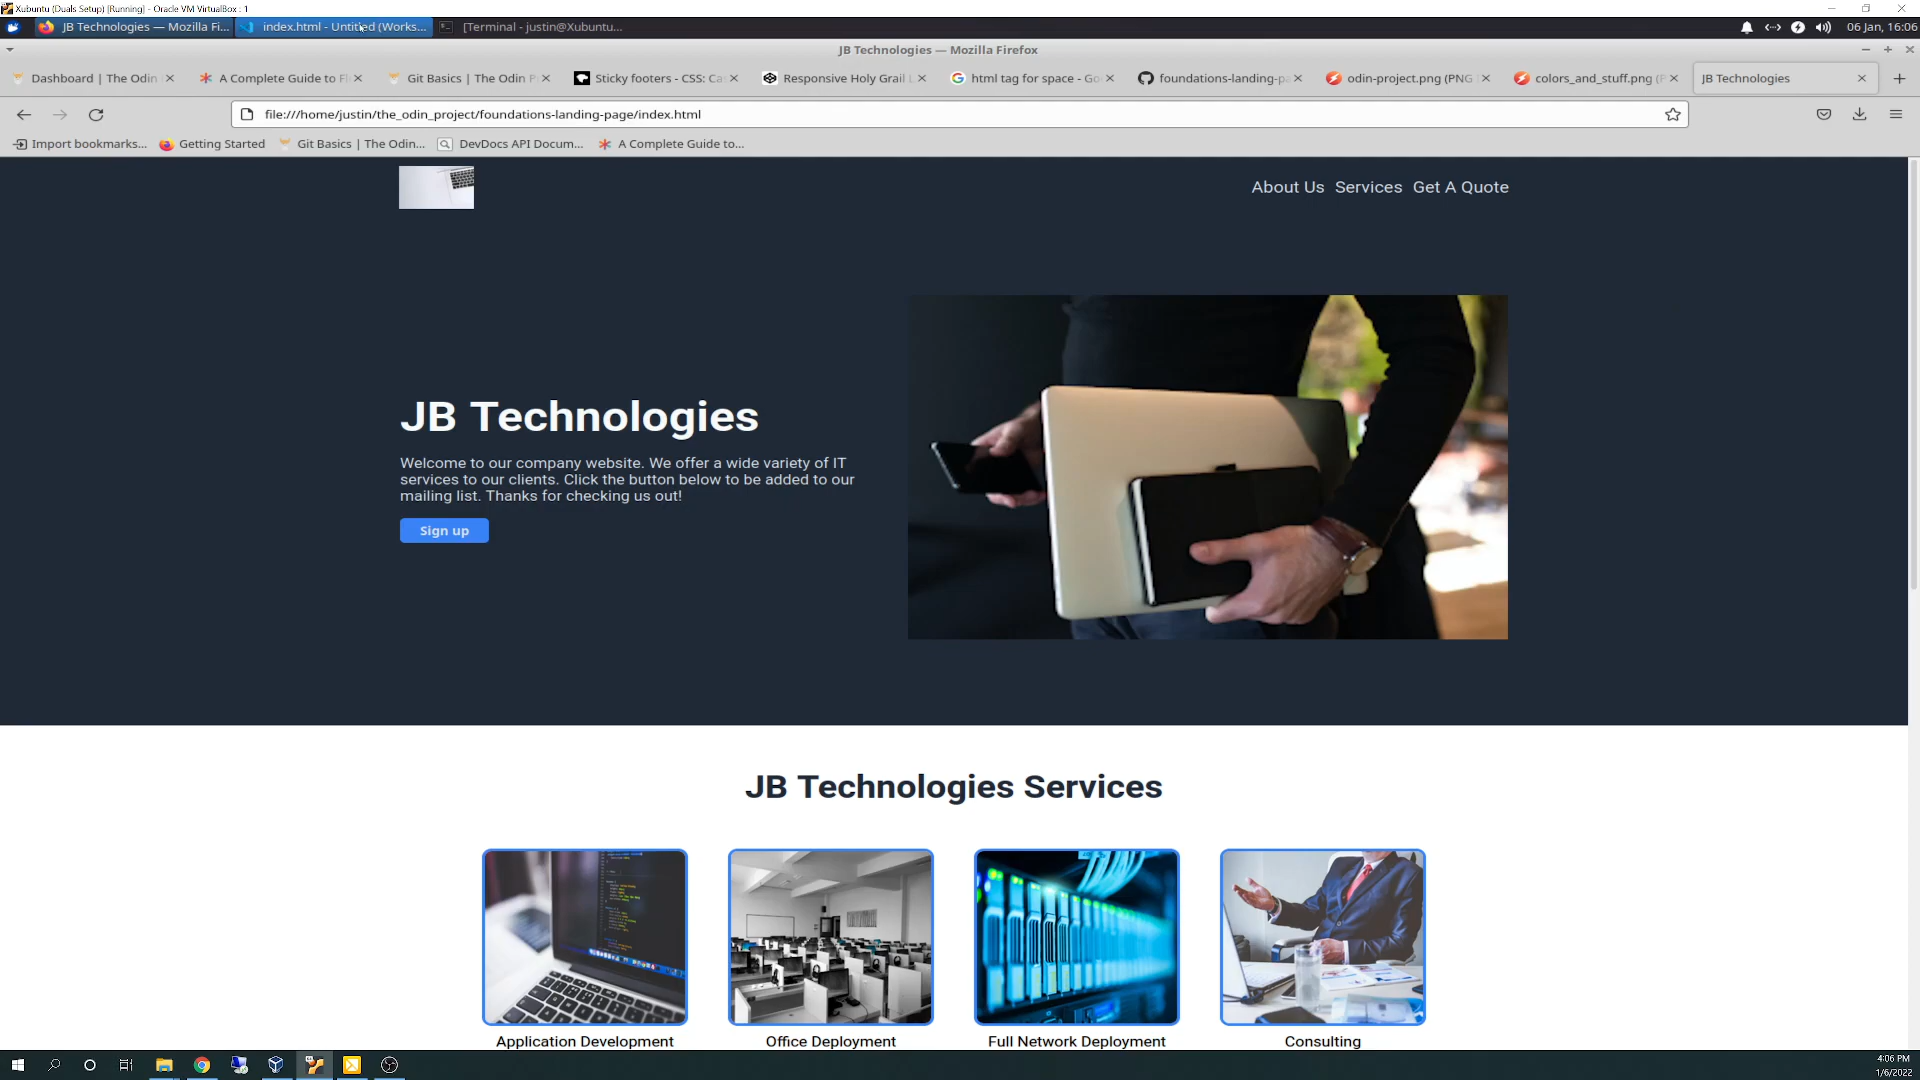 Xubuntu (Duals Setup) [Running] - Oracle VM VirtualBox : 1
JB Technologies — Mozilla Fi...
index.html - Untitled (Works...
[Terminal - justin@Xubuntu...
06 Jan, 16:06
JB Technologies — Mozilla Firefox
Dashboard | The Odin
A Complete Guide to Fl
Git Basics | The Odin P
Sticky footers - CSS: Ca
Responsive Holy Grail L
html tag for space - Go
foundations-landing-pa
odin-project.png (PNG
colors_and_stuff.png (P
JB Technologies
file:///home/justin/the_odin_project/foundations-landing-page/index.html
Import bookmarks...
Getting Started
Git Basics | The Odin...
DevDocs API Docum...
A Complete Guide to...
About Us Services Get A Quote
JB Technologies
Welcome to our company website. We offer a wide variety of IT
services to our clients. Click the button below to be added to our
mailing list. Thanks for checking us out!
Sign up
JB Technologies Services
Application Development
Office Deployment
Full Network Deployment
Consulting
4:06 PM
1/6/2022